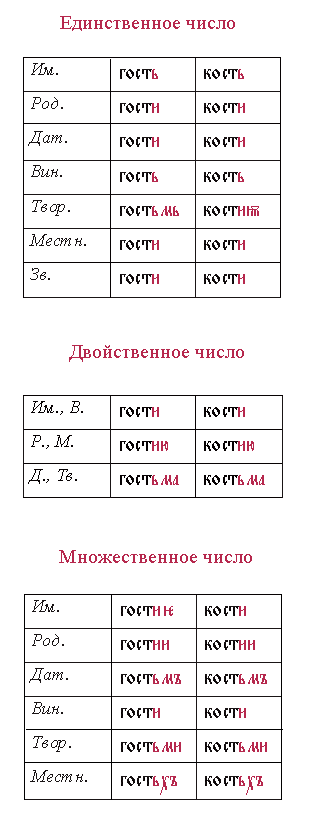 Единственное число
Им. гость кость
Род. гости кости
Дат. гости кости
Вин. гость кость
Твор. гостьмь костиѭ
Местн. гости кости
Зв. гости кости
Двойственное число
Им., В. гости кости
Р., М. гостию костию
Д., Тв. гостьма костьма
Множественное число
Им. гостиѥ кости
Род. гостии костии
Дат. гостьмъ костьмъ
Вин. гости кости
Твор. гостьми костьми
Местн. гостьхъ костьхъ